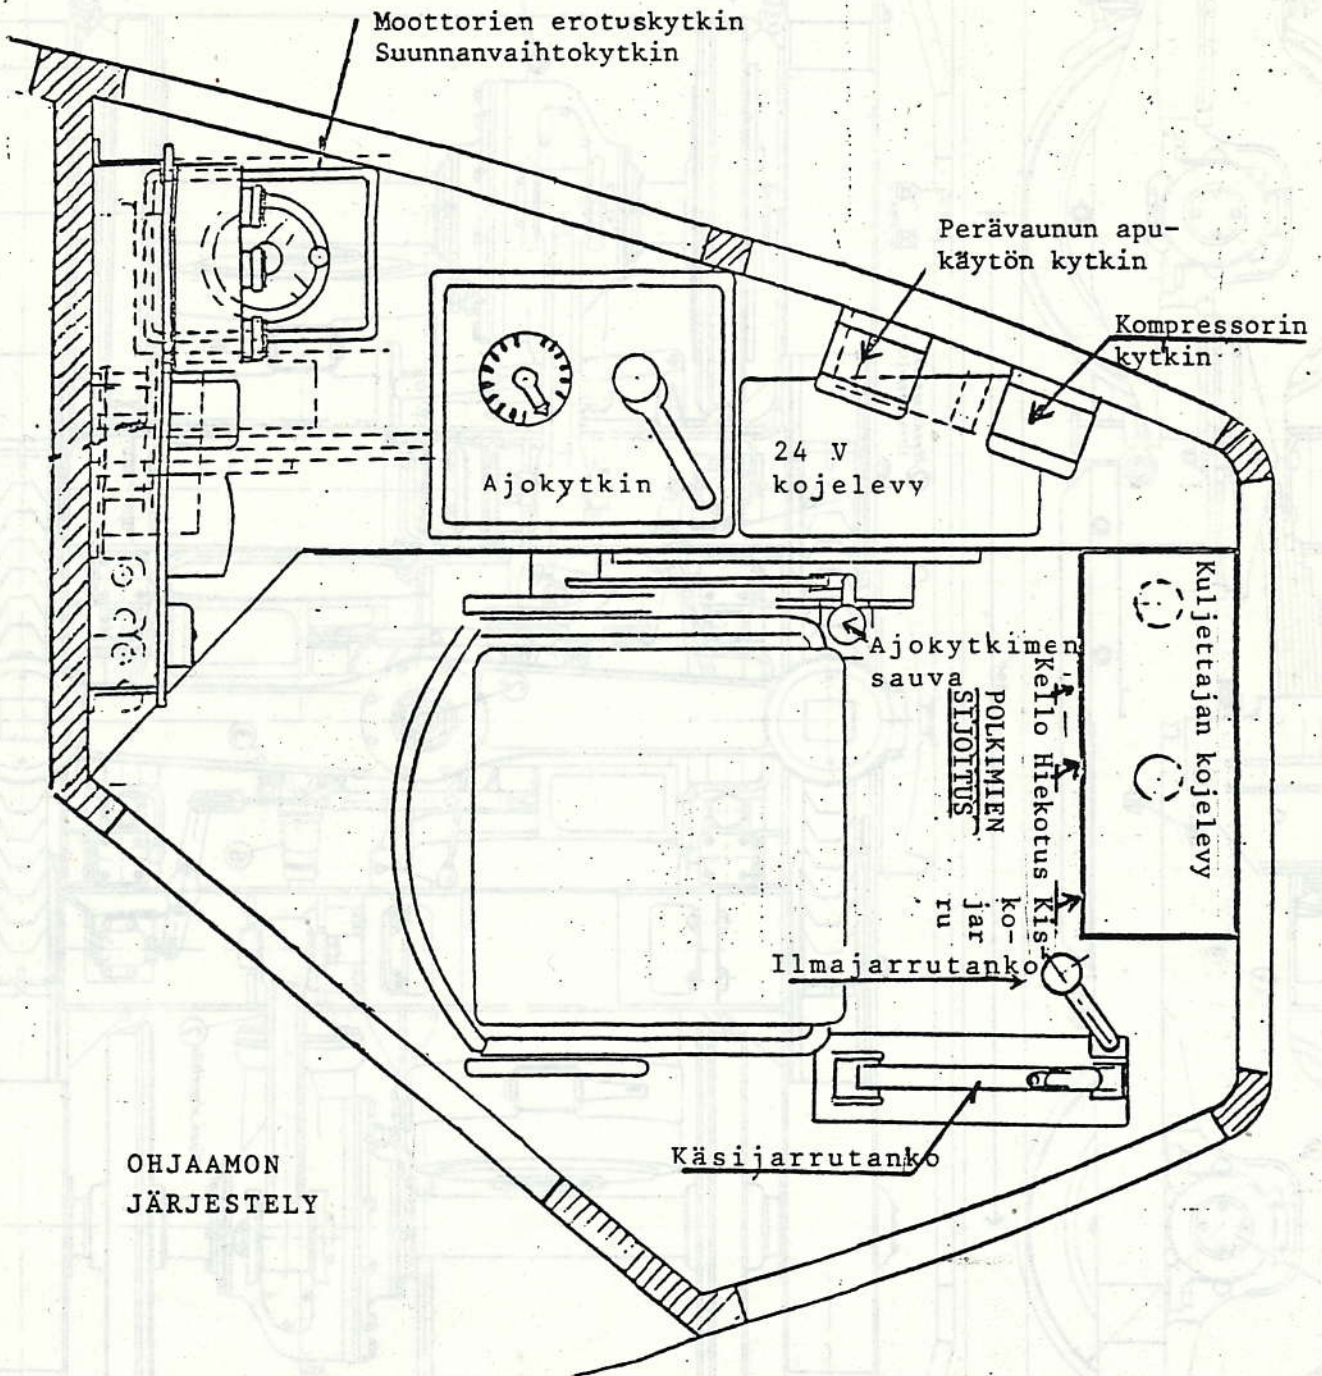 Moottorien erotuskytkin
Suunnanvaihtokytkin
Perävaunun apu-
käytön kytkin
Kompressorin
kytkin
Ajokytkin
24 V
kojelevy
Kuljettajan kojelevy
Ajokytkimen
sauva
Kello Hiekotus Kis-
ko-
jar
ru
POLKIMIEN
SIJOITUS
Ilmajarrutanko
Käsijarrutanko
OHJAAMON
JÄRJESTELY